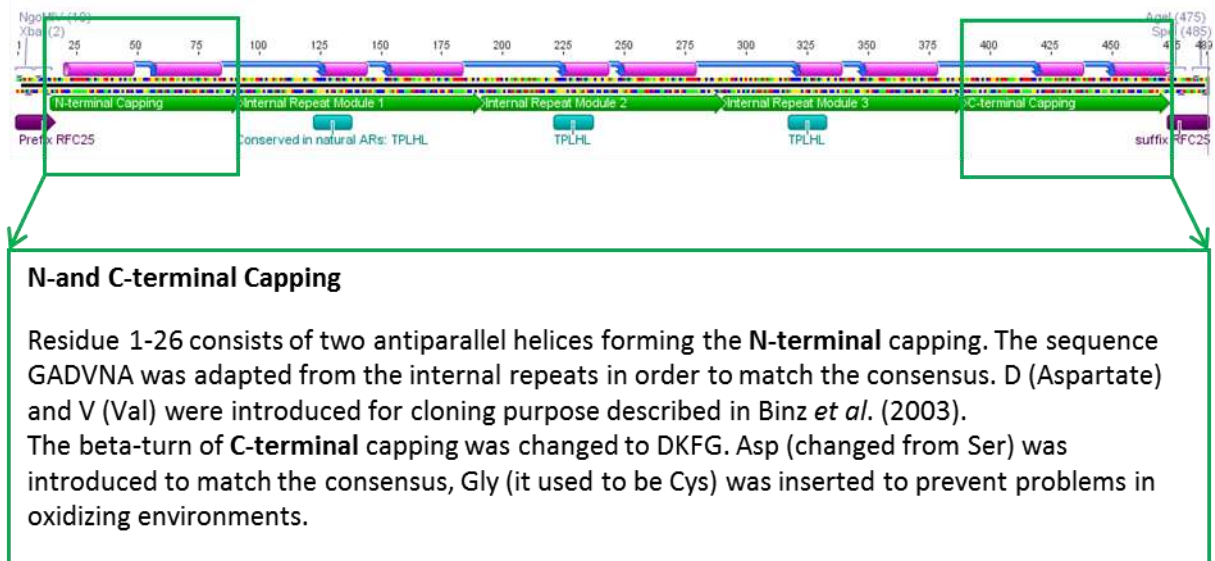 NgoMIV (10)
XbaI (2)
AgeI (475)
SpeI (485)
1 25 50 75 100 125 150 175 200 225 250 275 300 325 350 375 400 425 450 475 489
N-terminal Capping Internal Repeat Module 1 Internal Repeat Module 2 Internal Repeat Module 3 C-terminal Capping
Prefix RFC25 Conserved in natural ARs: TPLHL TPLHL TPLHL suffix RFC25
N-and C-terminal Capping
Residue 1-26 consists of two antiparallel helices forming the N-terminal capping. The sequence
GADVNA was adapted from the internal repeats in order to match the consensus. D (Aspartate)
and V (Val) were introduced for cloning purpose described in Binz et al. (2003).
The beta-turn of C-terminal capping was changed to DKFG. Asp (changed from Ser) was
introduced to match the consensus, Gly (it used to be Cys) was inserted to prevent problems in
oxidizing environments.